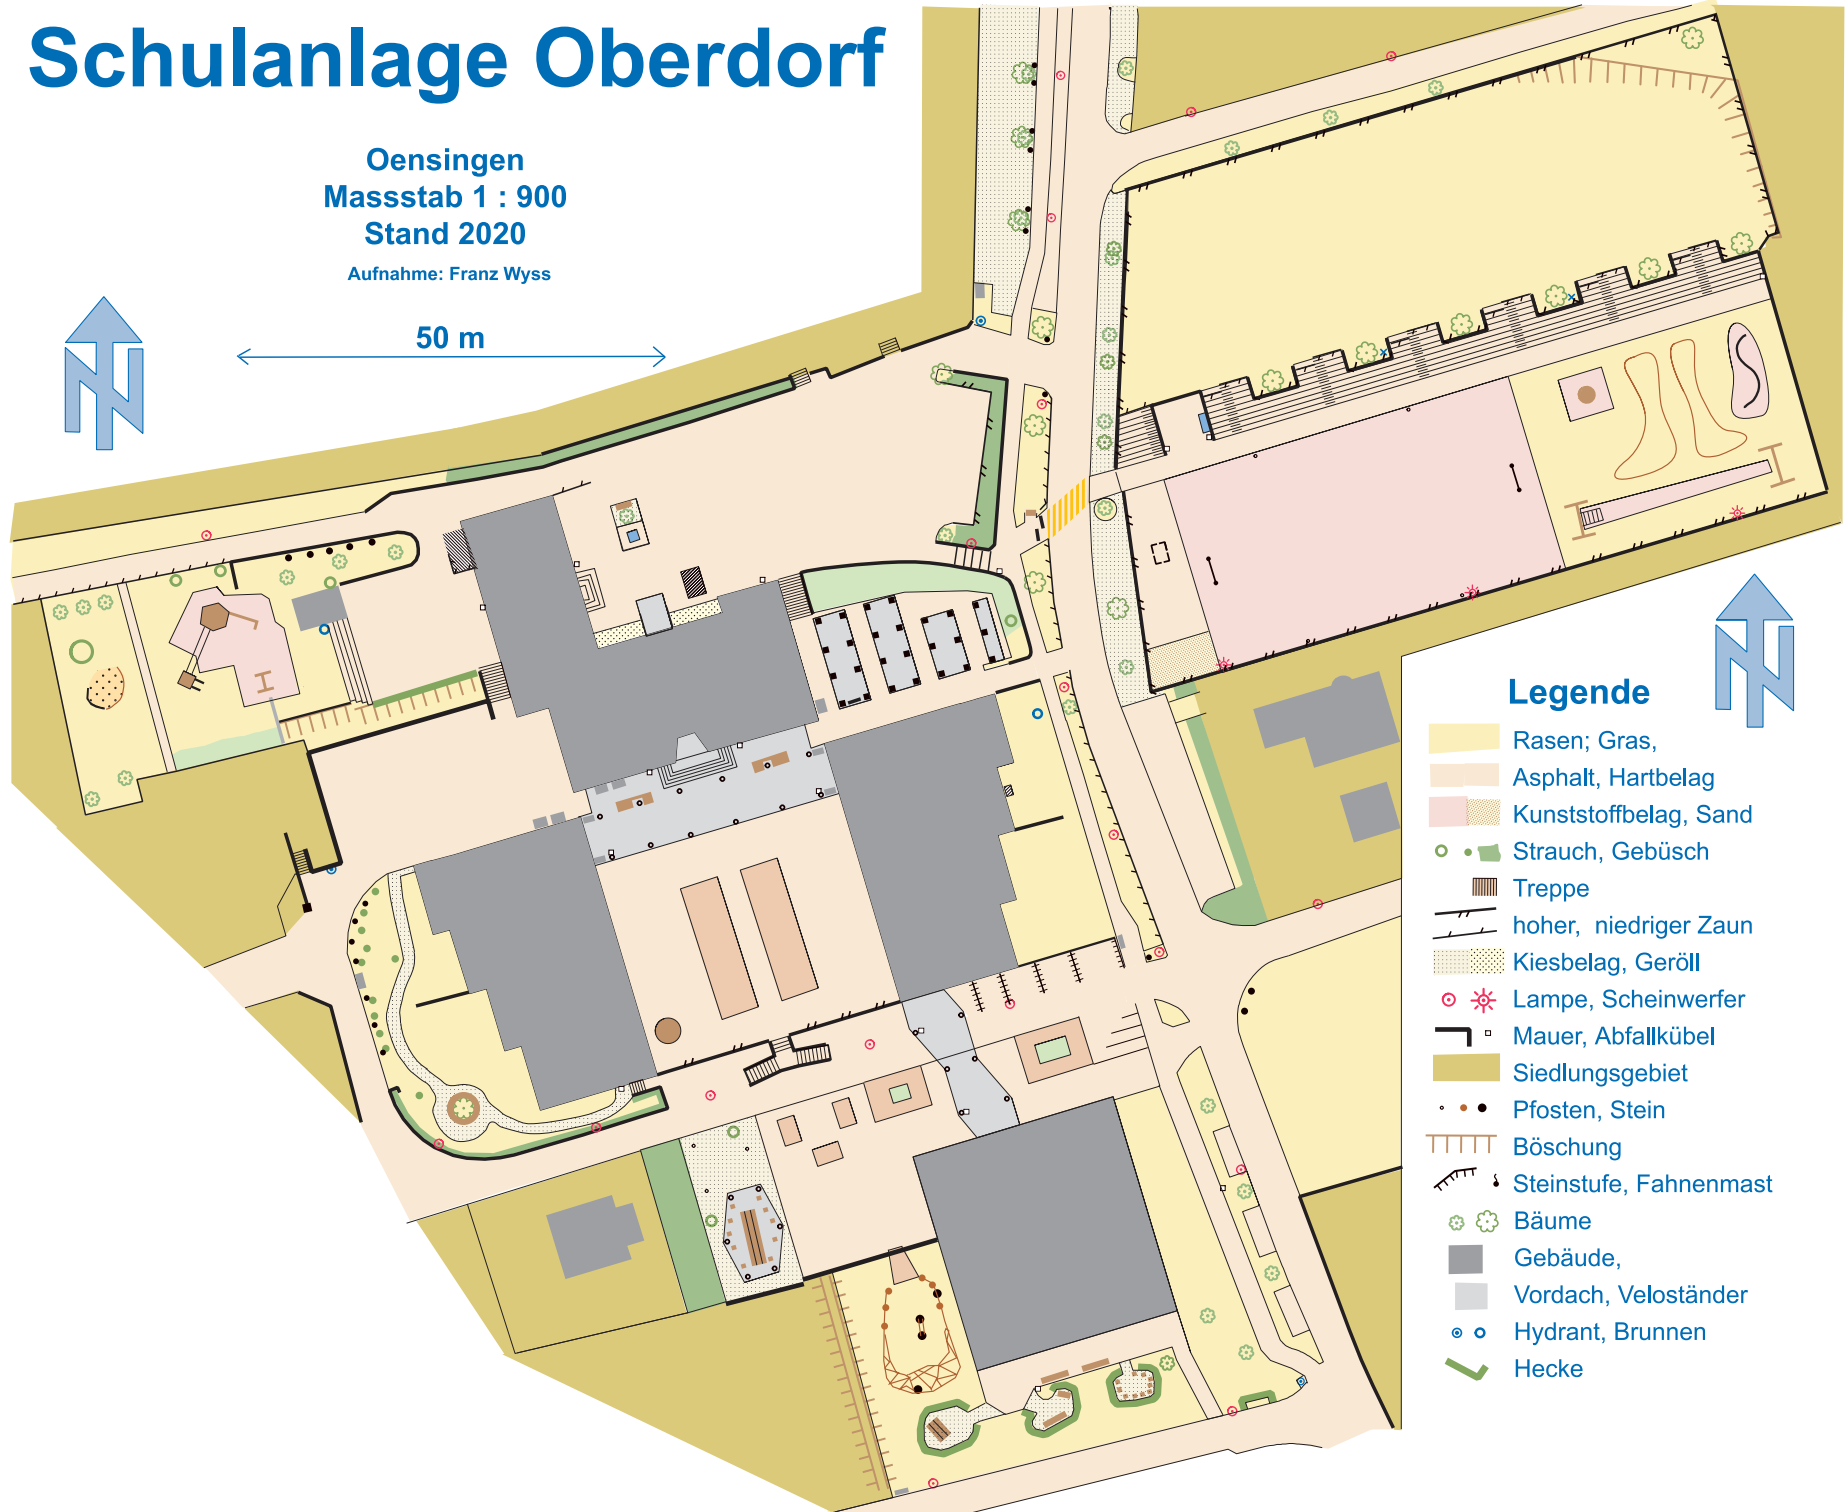 Schulanlage Oberdorf
Oensingen
Massstab 1 : 900
Stand 2020
Aufnahme: Franz Wyss
50 m
N
N
Legende
Rasen; Gras,
Asphalt, Hartbelag
Kunststoffbelag, Sand
Strauch, Gebüsch
Treppe
hoher, niedriger Zaun
Kiesbelag, Geröll
Lampe, Scheinwerfer
Mauer, Abfallkübel
Siedlungsgebiet
Pfosten, Stein
Böschung
Steinstufe, Fahnenmast
Bäume
Gebäude,
Vordach, Veloständer
Hydrant, Brunnen
Hecke